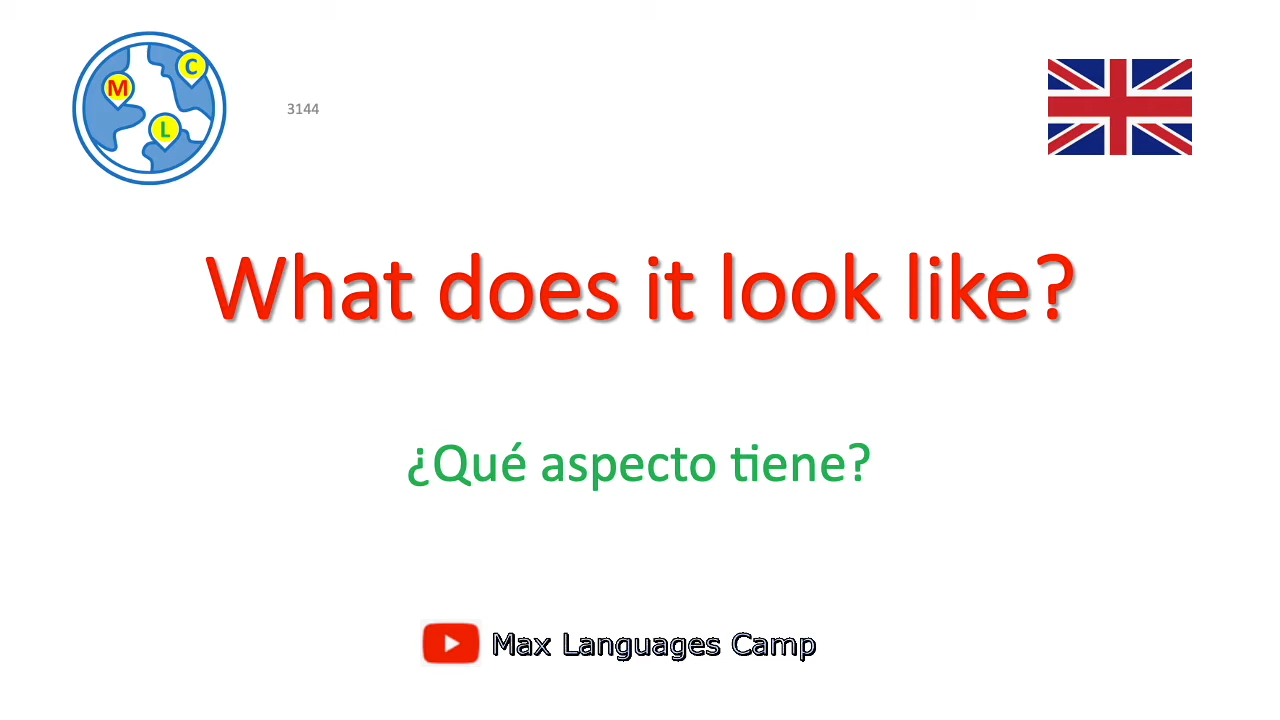 M
C
L
3144
What does it look like?
¿Qué aspecto tiene?
Max Languages Camp